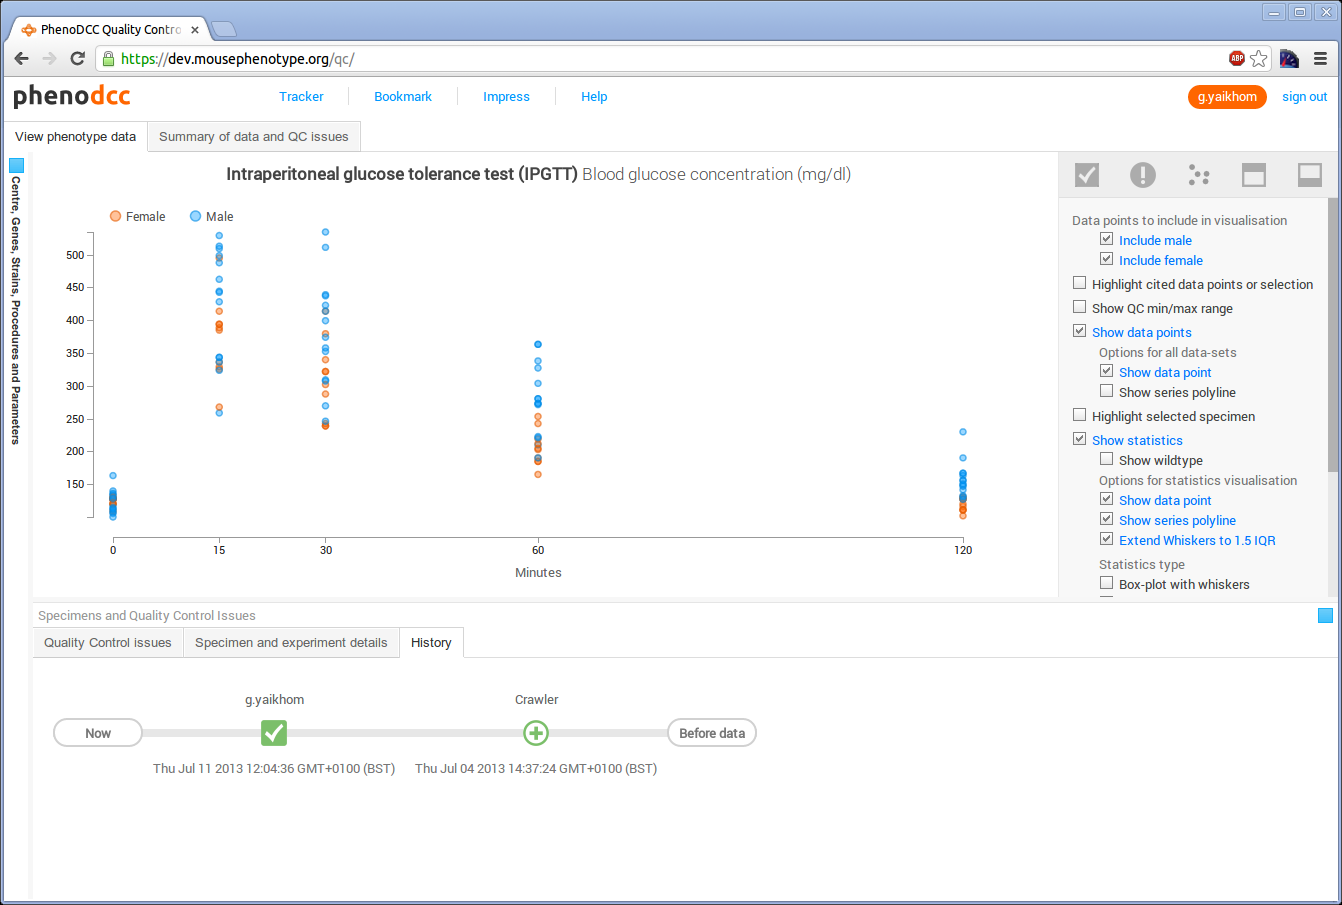 PhenoDCC Quality Contro
https://dev.mousephenotype.org/qc/
ABP
phenodcc
Tracker
Bookmark
Impress
Help
g.yaikhom
sign out
View phenotype data
Summary of data and QC issues
Centre, Genes, Strains, Procedures and Parameters
Intraperitoneal glucose tolerance test (IPGTT) Blood glucose concentration (mg/dl)
Female
Male
500
450
400
350
300
250
200
150
0
15
30
60
120
Minutes
Data points to include in visualisation
Include male
Include female
Highlight cited data points or selection
Show QC min/max range
Show data points
Options for all data-sets
Show data point
Show series polyline
Highlight selected specimen
Show statistics
Show wildtype
Options for statistics visualisation
Show data point
Show series polyline
Extend Whiskers to 1.5 IQR
Statistics type
Box-plot with whiskers
Specimens and Quality Control Issues
Quality Control issues
Specimen and experiment details
History
g.yaikhom
Crawler
Now
Before data
Thu Jul 11 2013 12:04:36 GMT+0100 (BST)
Thu Jul 04 2013 14:37:24 GMT+0100 (BST)